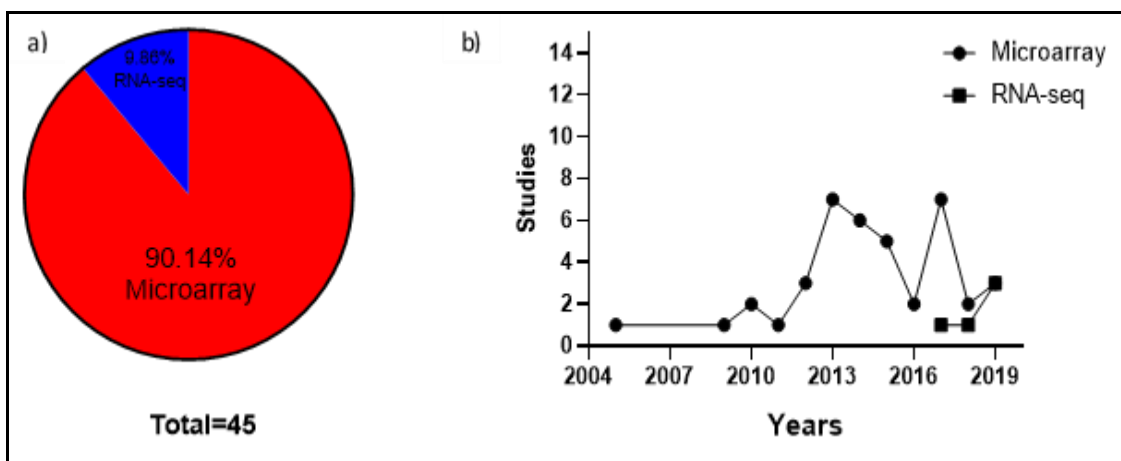 a)
9.86%
RNA-seq
90.14%
Microarray
Total=45
b)
Microarray
RNA-seq
Studies
14
12
10
8
6
4
2
0
2004 2007 2010 2013 2016 2019
Years